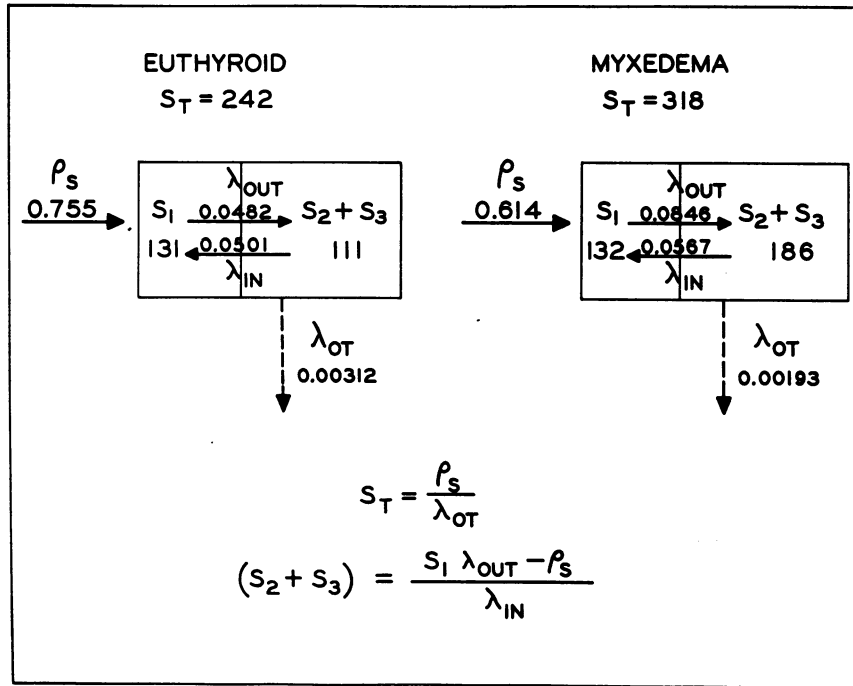 EUTHYROID
S_T = 242
ρ_S
0.755
λ_OUT
S_1 0.0482 S_2 + S_3
131 0.0501 111
λ_IN
λ_OT
0.00312
MYXEDEMA
S_T = 318
ρ_S
0.614
λ_OUT
S_1 0.0846 S_2 + S_3
132 0.0567 186
λ_IN
λ_OT
0.00193
S_T = ρ_S / λ_OT
(S_2 + S_3) = S_1 λ_OUT − ρ_S / λ_IN